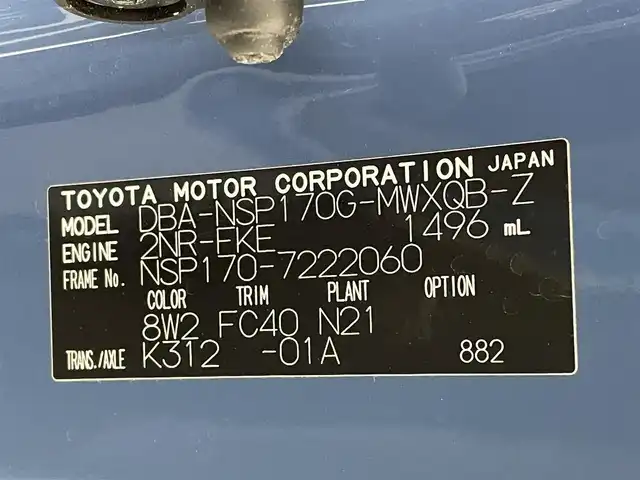 TOYOTA MOTOR CORPORATION JAPAN
MODEL DBA-NSP170G-MWXQB-Z
ENGINE 2NR-FKE 1496 mL
FRAME No. NSP170-7222060
COLOR TRIM PLANT OPTION
8W2 FC40 N21
TRANS./AXLE K312 -01A 882